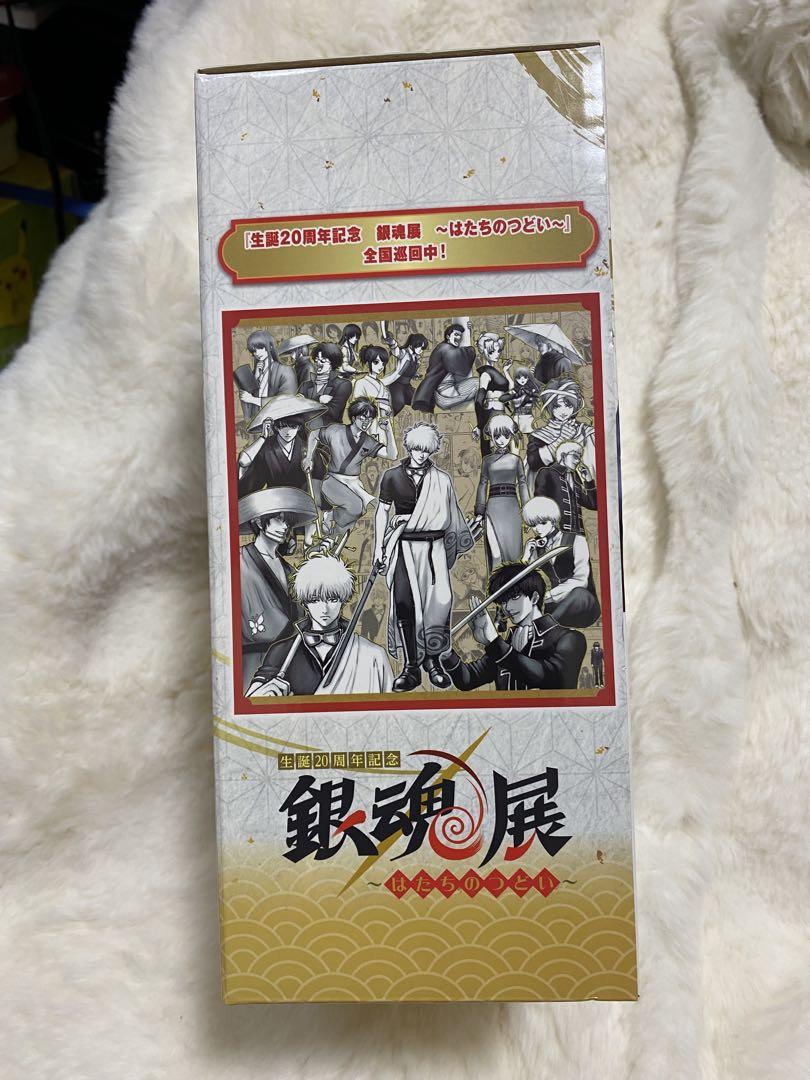 『生誕20周年記念　銀魂展　～はたちのつどい～』
全国巡回中！
生誕20周年記念
銀魂展
～はたちのつどい～